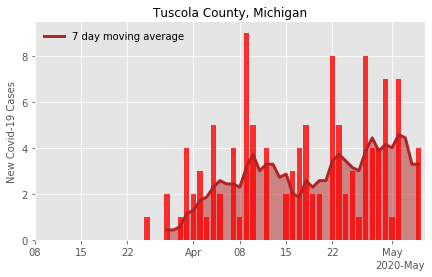 Tuscola County, Michigan
7 day moving average
New Covid-19 Cases
8
6
4
2
0
08 15 22 Apr 08 15 22 May
2020-May